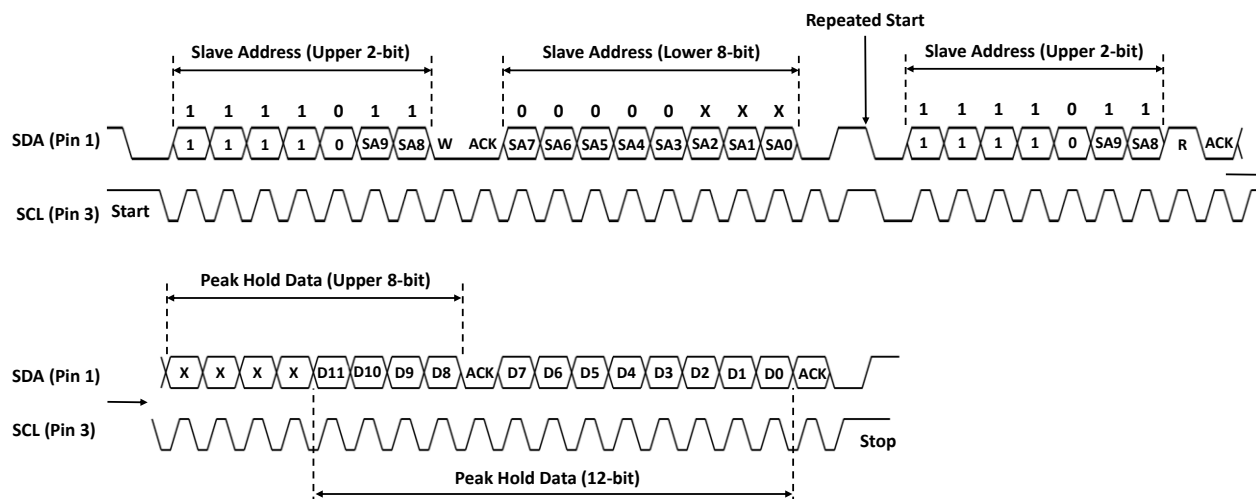 Repeated Start
Slave Address (Upper 2-bit) Slave Address (Lower 8-bit) Slave Address (Upper 2-bit)
1 1 1 1 0 1 1 0 0 0 0 0 X X X 1 1 1 1 0 1 1
SDA (Pin 1) 1 1 1 1 0 SA9 SA8 W ACK SA7 SA6 SA5 SA4 SA3 SA2 SA1 SA0 1 1 1 1 0 SA9 SA8 R ACK
SCL (Pin 3) Start
Peak Hold Data (Upper 8-bit)
SDA (Pin 1) X X X X D11 D10 D9 D8 ACK D7 D6 D5 D4 D3 D2 D1 D0 ACK
SCL (Pin 3) Stop
Peak Hold Data (12-bit)